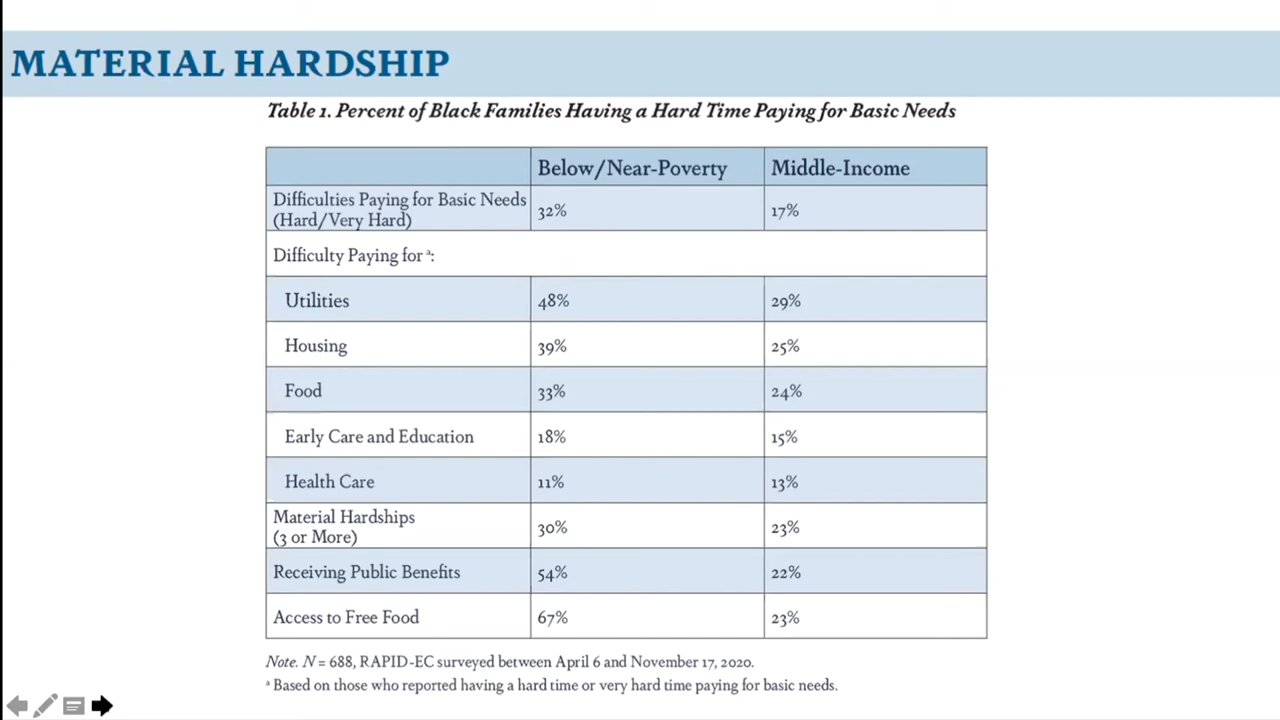 MATERIAL HARDSHIP
Table 1. Percent of Black Families Having a Hard Time Paying for Basic Needs
Below/Near-Poverty Middle-Income
Difficulties Paying for Basic Needs
(Hard/Very Hard) 32% 17%
Difficulty Paying for ᵃ:
Utilities 48% 29%
Housing 39% 25%
Food 33% 24%
Early Care and Education 18% 15%
Health Care 11% 13%
Material Hardships
(3 or More) 30% 23%
Receiving Public Benefits 54% 22%
Access to Free Food 67% 23%
Note. N = 688, RAPID-EC surveyed between April 6 and November 17, 2020.
ᵃ Based on those who reported having a hard time or very hard time paying for basic needs.